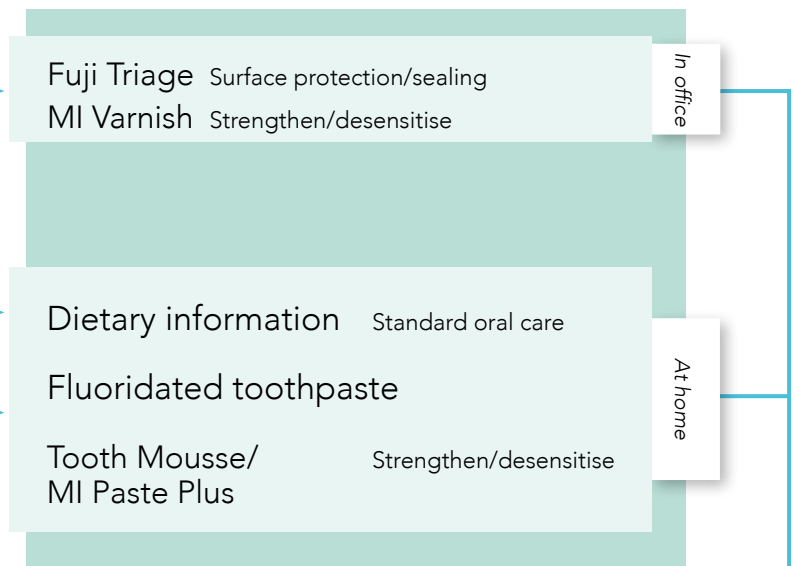 Fuji Triage Surface protection/sealing
MI Varnish Strengthen/desensitise
In office
Dietary information Standard oral care
Fluoridated toothpaste
Tooth Mousse/ Strengthen/desensitise
MI Paste Plus
At home